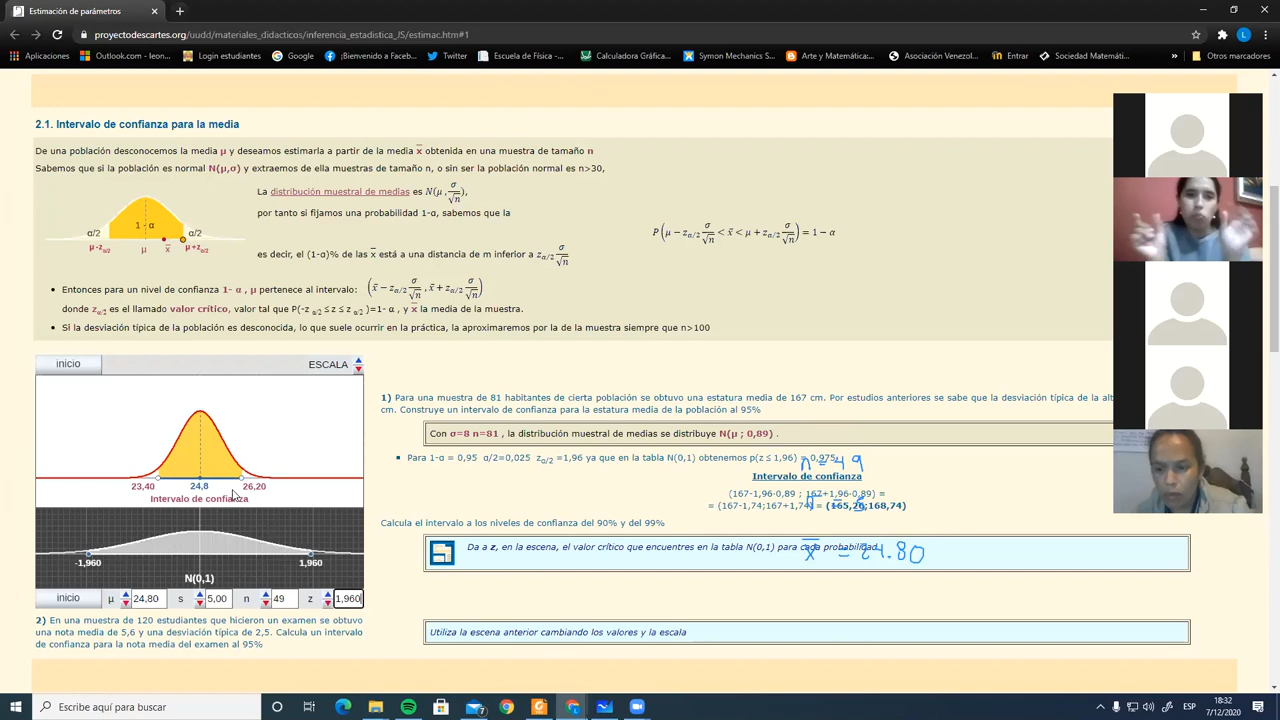 Estimación de parámetros
proyectodescartes.org/uudd/materiales_didacticos/inferencia_estadistica_JS/estimac.htm#1
Aplicaciones
Outlook.com - leon...
Login estudiantes
Google
¡Bienvenido a Faceb...
Twitter
Escuela de Física -...
Calculadora Gráfica...
Symon Mechanics...
Blogger: Apps de Fí...
Asociación Venezol...
Entrar
Sociedad Matemáti...
Otros marcadores
2.1. Intervalo de confianza para la media
De una población desconocemos la media μ y deseamos estimarla a partir de la media x̄ obtenida en una muestra de tamaño n
Sabemos que si la población es normal N(μ,σ) y extraemos de ella muestras de tamaño n, o sin ser la población normal es n>30,
La distribución muestral de medias es N(μ, σ/√n),
por tanto si fijamos una probabilidad 1-α, sabemos que la
P(μ − zα/2 σ/√n < x̄ < μ + zα/2 σ/√n) = 1 − α
es decir, el (1-α)% de las x̄ está a una distancia de m inferior a zα/2 σ/√n
1 - α
α/2
α/2
μ-zα/2
μ
x̄
μ+zα/2
Entonces para un nivel de confianza 1- α , μ pertenece al intervalo: (x̄ − zα/2 σ/√n , x̄ + zα/2 σ/√n)
donde zα/2 es el llamado valor crítico, valor tal que P(-z α/2 ≤ z ≤ z α/2 )=1- α , y x̄ la media de la muestra.
Si la desviación típica de la población es desconocida, lo que suele ocurrir en la práctica, la aproximaremos por la de la muestra siempre que n>100
inicio
ESCALA
23,40
24,8
26,20
Intervalo de confianza
-1,960
1,960
N(0,1)
inicio
μ
24,80
s
5,00
n
49
z
1,960
1) Para una muestra de 81 habitantes de cierta población se obtuvo una estatura media de 167 cm. Por estudios anteriores se sabe que la desviación típica de la alt
cm. Construye un intervalo de confianza para la estatura media de la población al 95%
Con σ=8 n=81 , la distribución muestral de medias se distribuye N(μ ; 0,89) .
Para 1-α = 0,95 α/2=0,025 zα/2 =1,96 ya que en la tabla N(0,1) obtenemos p(z ≤ 1,96) = 0,975
n = 49
Intervalo de confianza
(167-1,96·0,89 ; 167+1,96·0,89) =
= (167-1,74;167+1,74) = (165,26;168,74)
Calcula el intervalo a los niveles de confianza del 90% y del 99%
Da a z, en la escena, el valor crítico que encuentres en la tabla N(0,1) para cada probabilidad.
x̄ = 24.80
2) En una muestra de 120 estudiantes que hicieron un examen se obtuvo
una nota media de 5,6 y una desviación típica de 2,5. Calcula un intervalo
de confianza para la nota media del examen al 95%
Utiliza la escena anterior cambiando los valores y la escala
Escribe aquí para buscar
ESP
18:32
7/12/2020